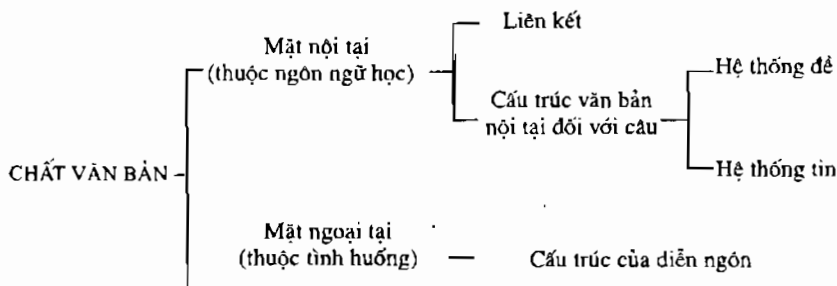 Liên kết
Mặt nội tại
(thuộc ngôn ngữ học)
Hệ thống đề
Cấu trúc văn bản
nội tại đối với câu
Hệ thống tin
CHẤT VĂN BẢN
Mặt ngoại tại
(thuộc tình huống)
Cấu trúc của diễn ngôn